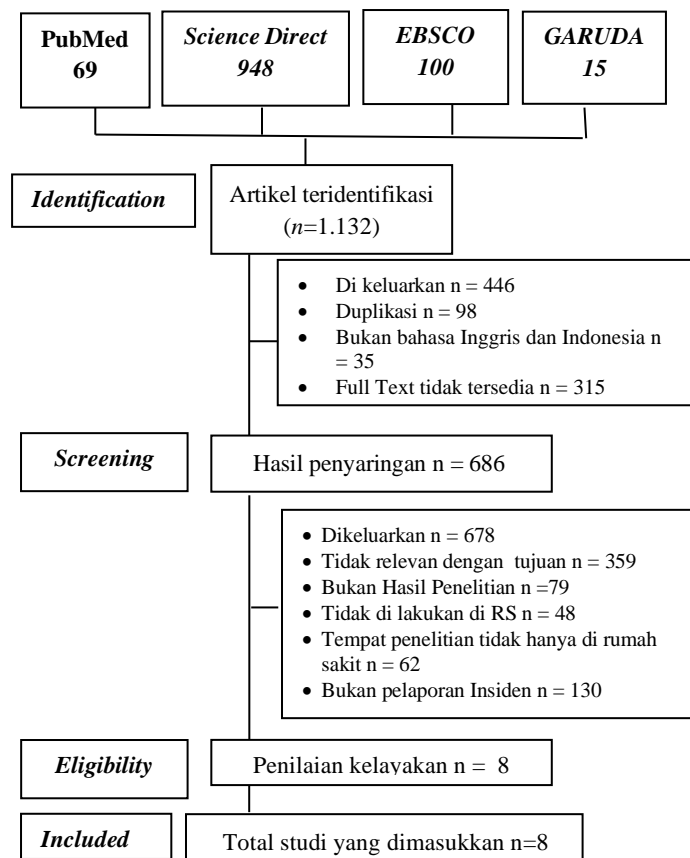 PubMed
69
Science Direct
948
EBSCO
100
GARUDA
15
Identification
Artikel teridentifikasi
(n=1.132)
• Di keluarkan n = 446
• Duplikasi n = 98
• Bukan bahasa Inggris dan Indonesia n
= 35
• Full Text tidak tersedia n = 315
Screening
Hasil penyaringan n = 686
• Dikeluarkan n = 678
• Tidak relevan dengan tujuan n = 359
• Bukan Hasil Penelitian n =79
• Tidak di lakukan di RS n = 48
• Tempat penelitian tidak hanya di rumah
sakit n = 62
• Bukan pelaporan Insiden n = 130
Eligibility
Penilaian kelayakan n = 8
Included
Total studi yang dimasukkan n=8